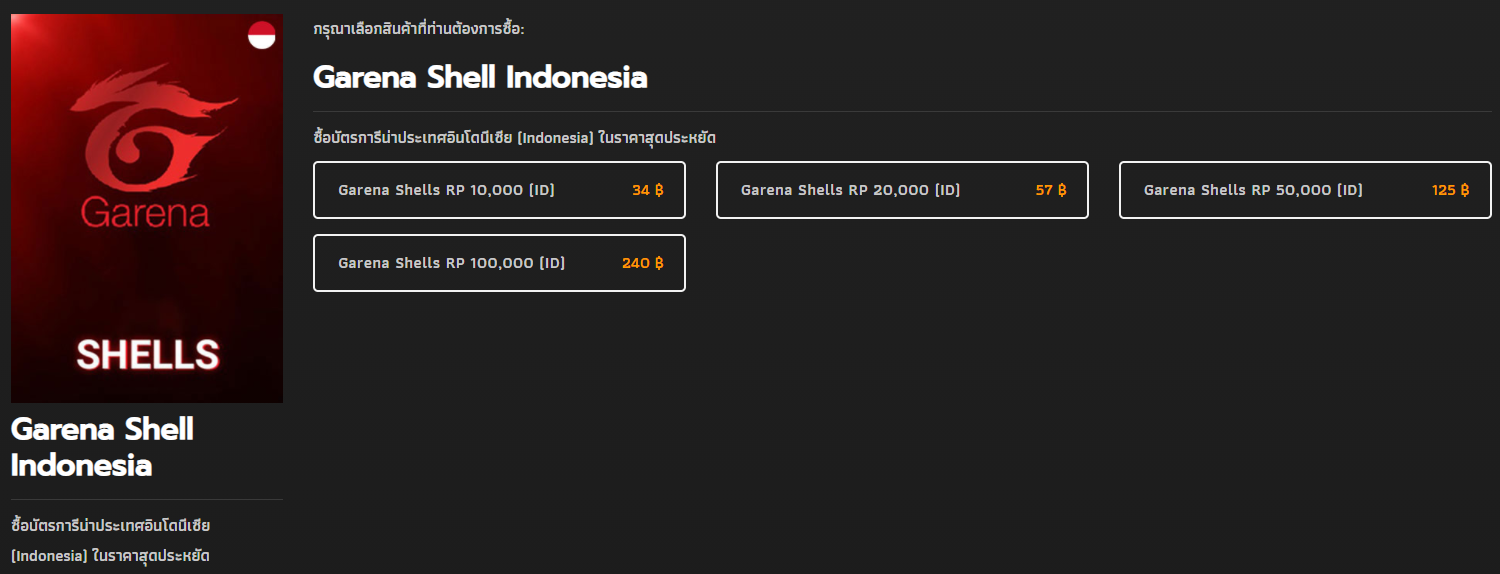 Garena
SHELLS
Garena Shell
Indonesia
ซื้อบัตรการีน่าประเทศอินโดนีเซีย
(Indonesia) ในราคาสุดประหยัด
กรุณาเลือกสินค้าที่ท่านต้องการซื้อ:
Garena Shell Indonesia
ซื้อบัตรการีน่าประเทศอินโดนีเซีย (Indonesia) ในราคาสุดประหยัด
Garena Shells RP 10,000 (ID) 34 ฿
Garena Shells RP 20,000 (ID) 57 ฿
Garena Shells RP 50,000 (ID) 125 ฿
Garena Shells RP 100,000 (ID) 240 ฿